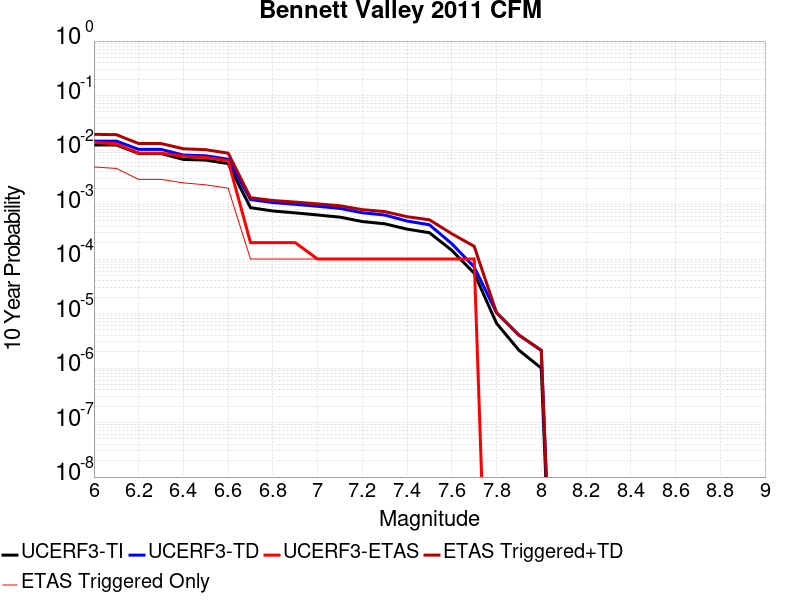 Bennett Valley 2011 CFM
10 0
10 -1
10 -2
10 -3
10 -4
10 -5
10 -6
10 -7
10 -8
10 Year Probability
6 6.2 6.4 6.6 6.8 7 7.2 7.4 7.6 7.8 8 8.2 8.4 8.6 8.8 9
Magnitude
UCERF3-TI UCERF3-TD UCERF3-ETAS ETAS Triggered+TD
ETAS Triggered Only